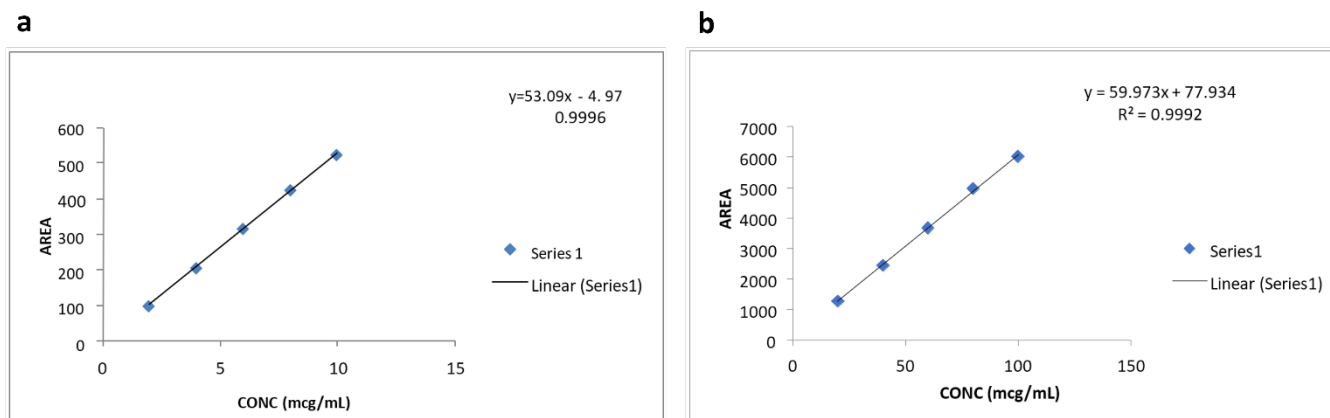 a
y=53.09x - 4. 97
0.9996
600
500
400
300
200
100
0
0 5 10 15
AREA
CONC (mcg/mL)
Series 1
Linear (Series1)
b
y = 59.973x + 77.934
R² = 0.9992
7000
6000
5000
4000
3000
2000
1000
0
0 50 100 150
AREA
CONC (mcg/mL)
Series1
Linear (Series1)